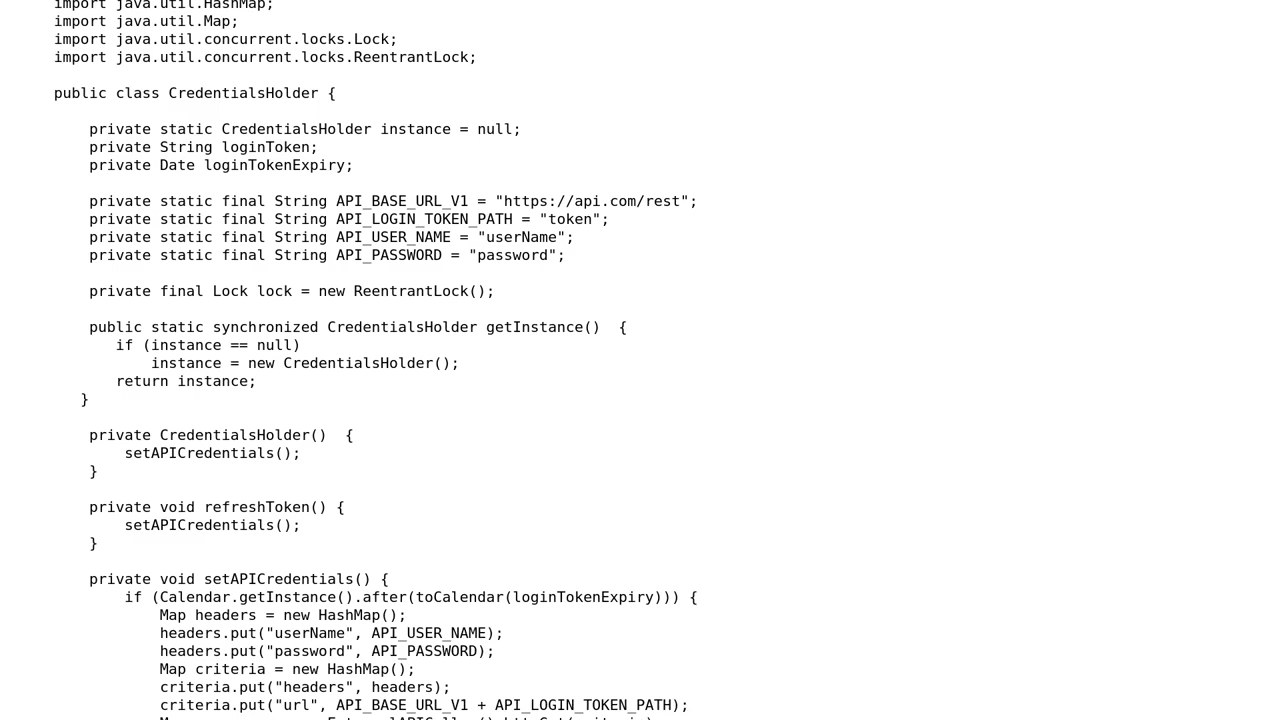 import java.util.HashMap;
import java.util.Map;
import java.util.concurrent.locks.Lock;
import java.util.concurrent.locks.ReentrantLock;
public class CredentialsHolder {
private static CredentialsHolder instance = null;
private String loginToken;
private Date loginTokenExpiry;
private static final String API_BASE_URL_V1 = "https://api.com/rest";
private static final String API_LOGIN_TOKEN_PATH = "token";
private static final String API_USER_NAME = "userName";
private static final String API_PASSWORD = "password";
private final Lock lock = new ReentrantLock();
public static synchronized CredentialsHolder getInstance()  {
if (instance == null)
instance = new CredentialsHolder();
return instance;
}
private CredentialsHolder()  {
setAPICredentials();
}
private void refreshToken() {
setAPICredentials();
}
private void setAPICredentials() {
if (Calendar.getInstance().after(toCalendar(loginTokenExpiry))) {
Map headers = new HashMap();
headers.put("userName", API_USER_NAME);
headers.put("password", API_PASSWORD);
Map criteria = new HashMap();
criteria.put("headers", headers);
criteria.put("url", API_BASE_URL_V1 + API_LOGIN_TOKEN_PATH);